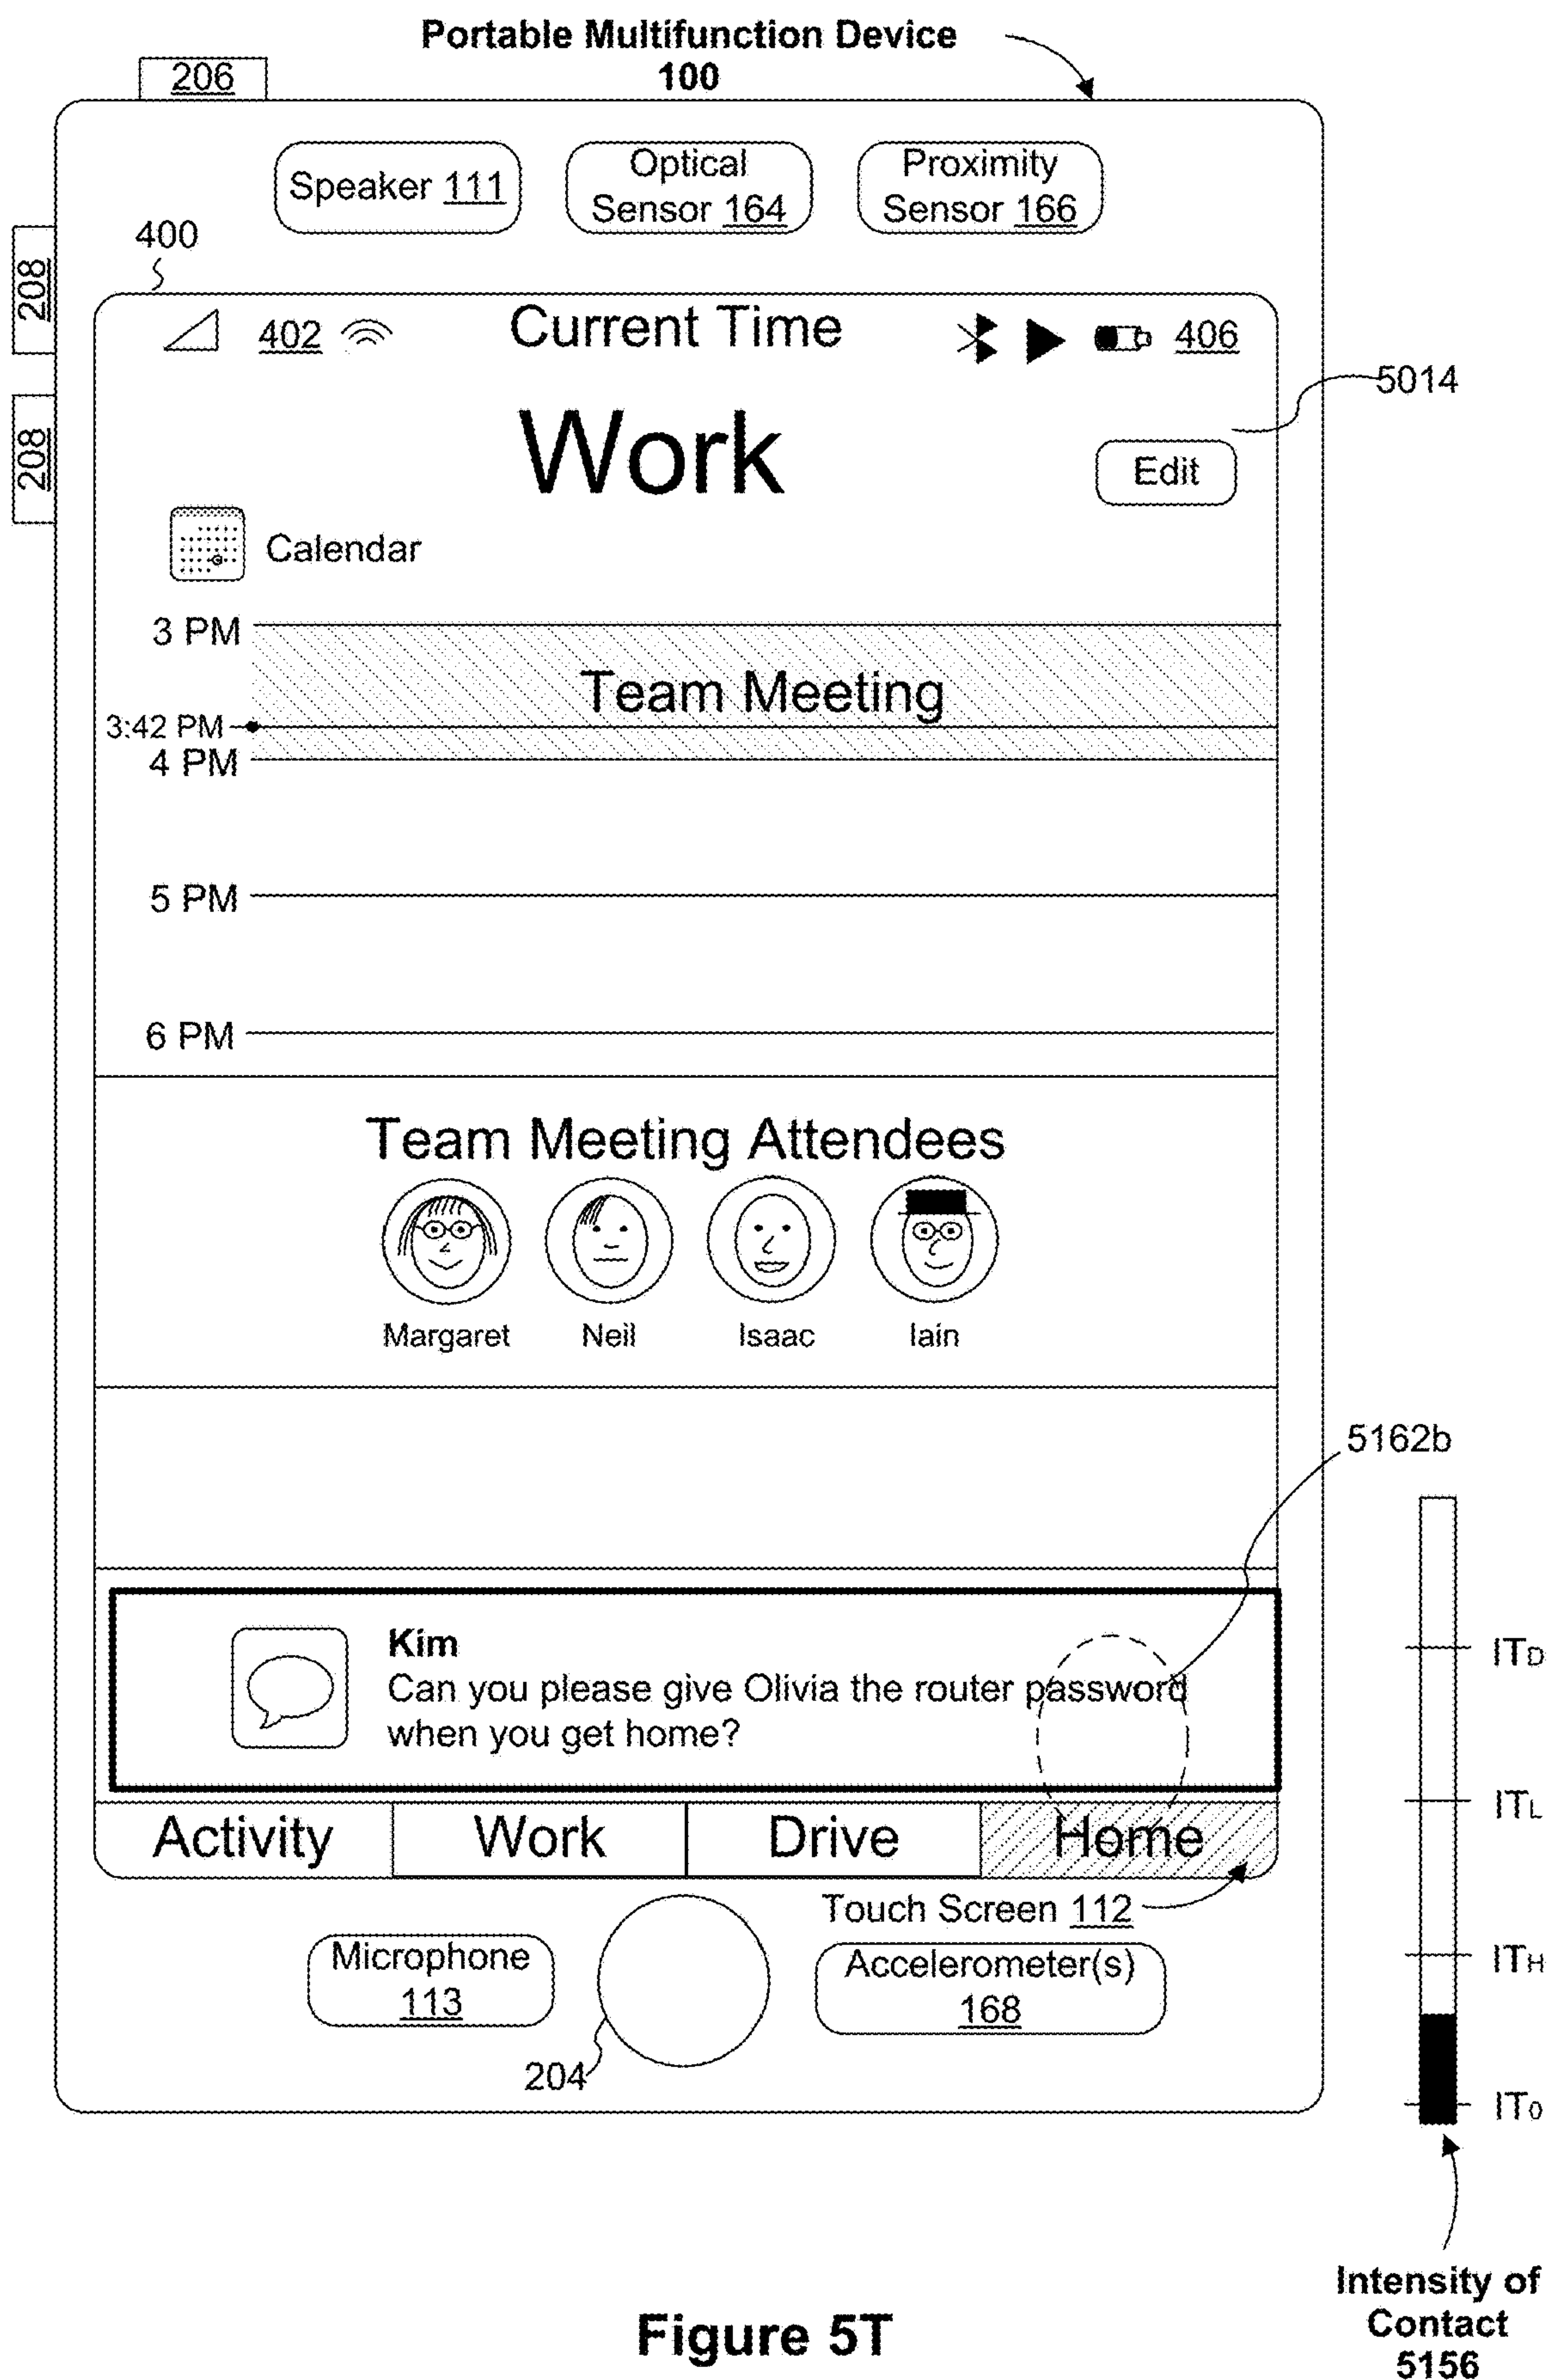 Portable Multifunction Device
100
206
Speaker 111
Optical
Sensor 164
Proximity
Sensor 166
400
208
208
402
Current Time
406
5014
Work
Edit
Calendar
3 PM
Team Meeting
3:42 PM
4 PM
5 PM
6 PM
Team Meeting Attendees
Margaret
Neil
Isaac
Iain
5162b
Kim
Can you please give Olivia the router password
when you get home?
ITD
ITL
ITH
IT0
Activity
Work
Drive
Home
Touch Screen 112
Microphone
113
Accelerometer(s)
168
204
Intensity of
Contact
5156
Figure 5T